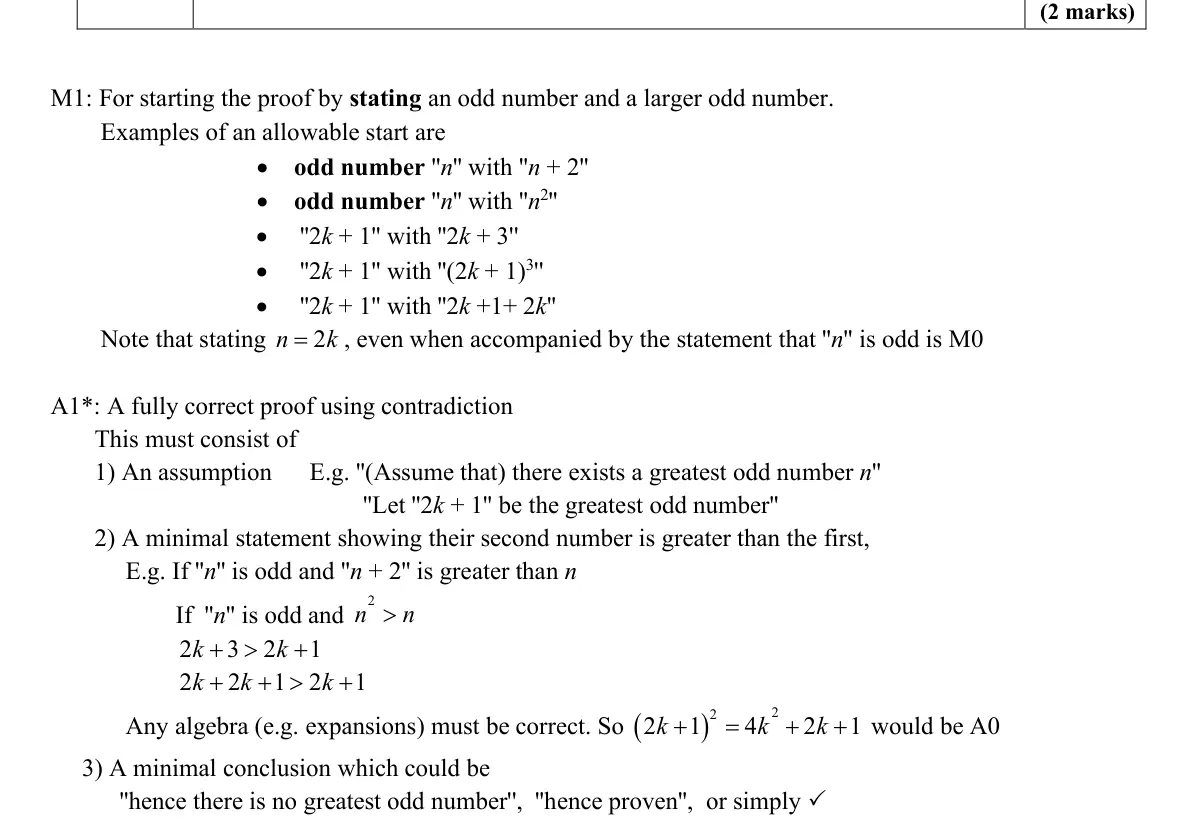 (2 marks)
M1: For starting the proof by stating an odd number and a larger odd number.
Examples of an allowable start are
• odd number "n" with "n + 2"
• odd number "n" with "n²"
• "2k + 1" with "2k + 3"
• "2k + 1" with "(2k + 1)³"
• "2k + 1" with "2k +1+ 2k"
Note that stating n = 2k , even when accompanied by the statement that "n" is odd is M0
A1*: A fully correct proof using contradiction
This must consist of
1) An assumption E.g. "(Assume that) there exists a greatest odd number n"
"Let "2k + 1" be the greatest odd number"
2) A minimal statement showing their second number is greater than the first,
E.g. If "n" is odd and "n + 2" is greater than n
If "n" is odd and n² > n
2k + 3 > 2k + 1
2k + 2k + 1 > 2k + 1
Any algebra (e.g. expansions) must be correct. So (2k + 1)² = 4k² + 2k + 1 would be A0
3) A minimal conclusion which could be
"hence there is no greatest odd number", "hence proven", or simply ✓